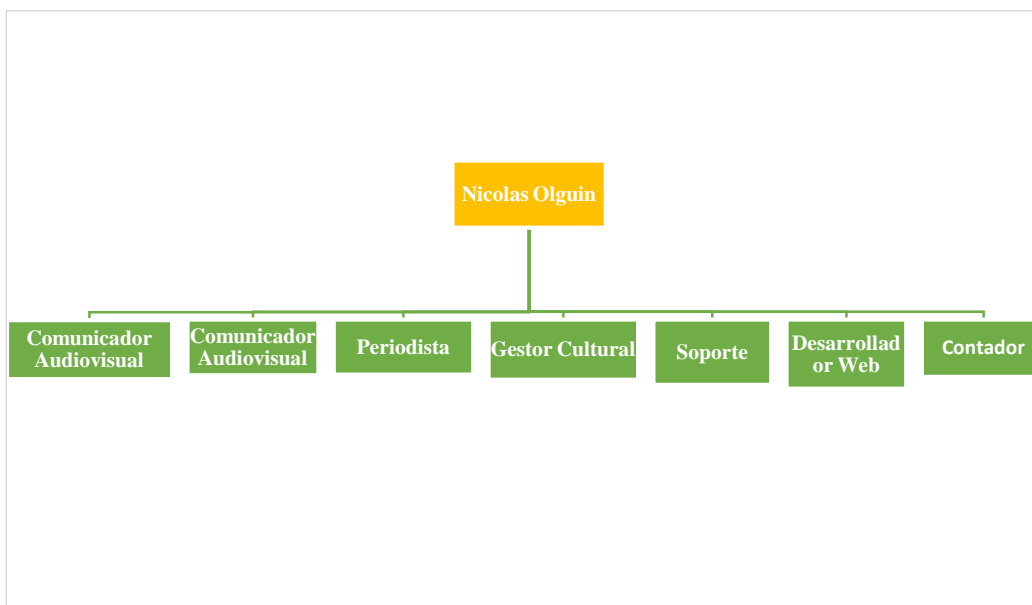 Nicolas Olguin
Comunicador
Audiovisual
Comunicador
Audiovisual
Periodista
Gestor Cultural
Soporte
Desarrollad
or Web
Contador